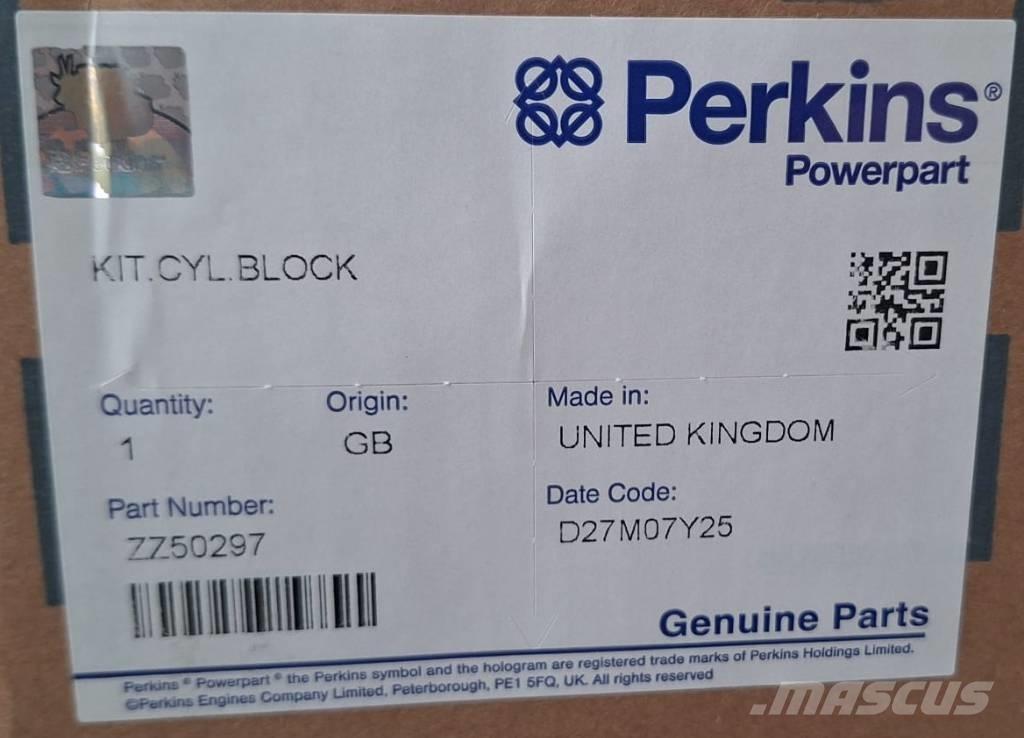 Perkins
Perkins®
Powerpart
KIT.CYL.BLOCK
Quantity:
1
Origin:
GB
Made in:
UNITED KINGDOM
Part Number:
ZZ50297
Date Code:
D27M07Y25
Genuine Parts
Perkins ® Powerpart ® the Perkins symbol and the hologram are registered trade marks of Perkins Holdings Limited.
©Perkins Engines Company Limited, Peterborough, PE1 5FQ, UK. All rights reserved
MASCUS